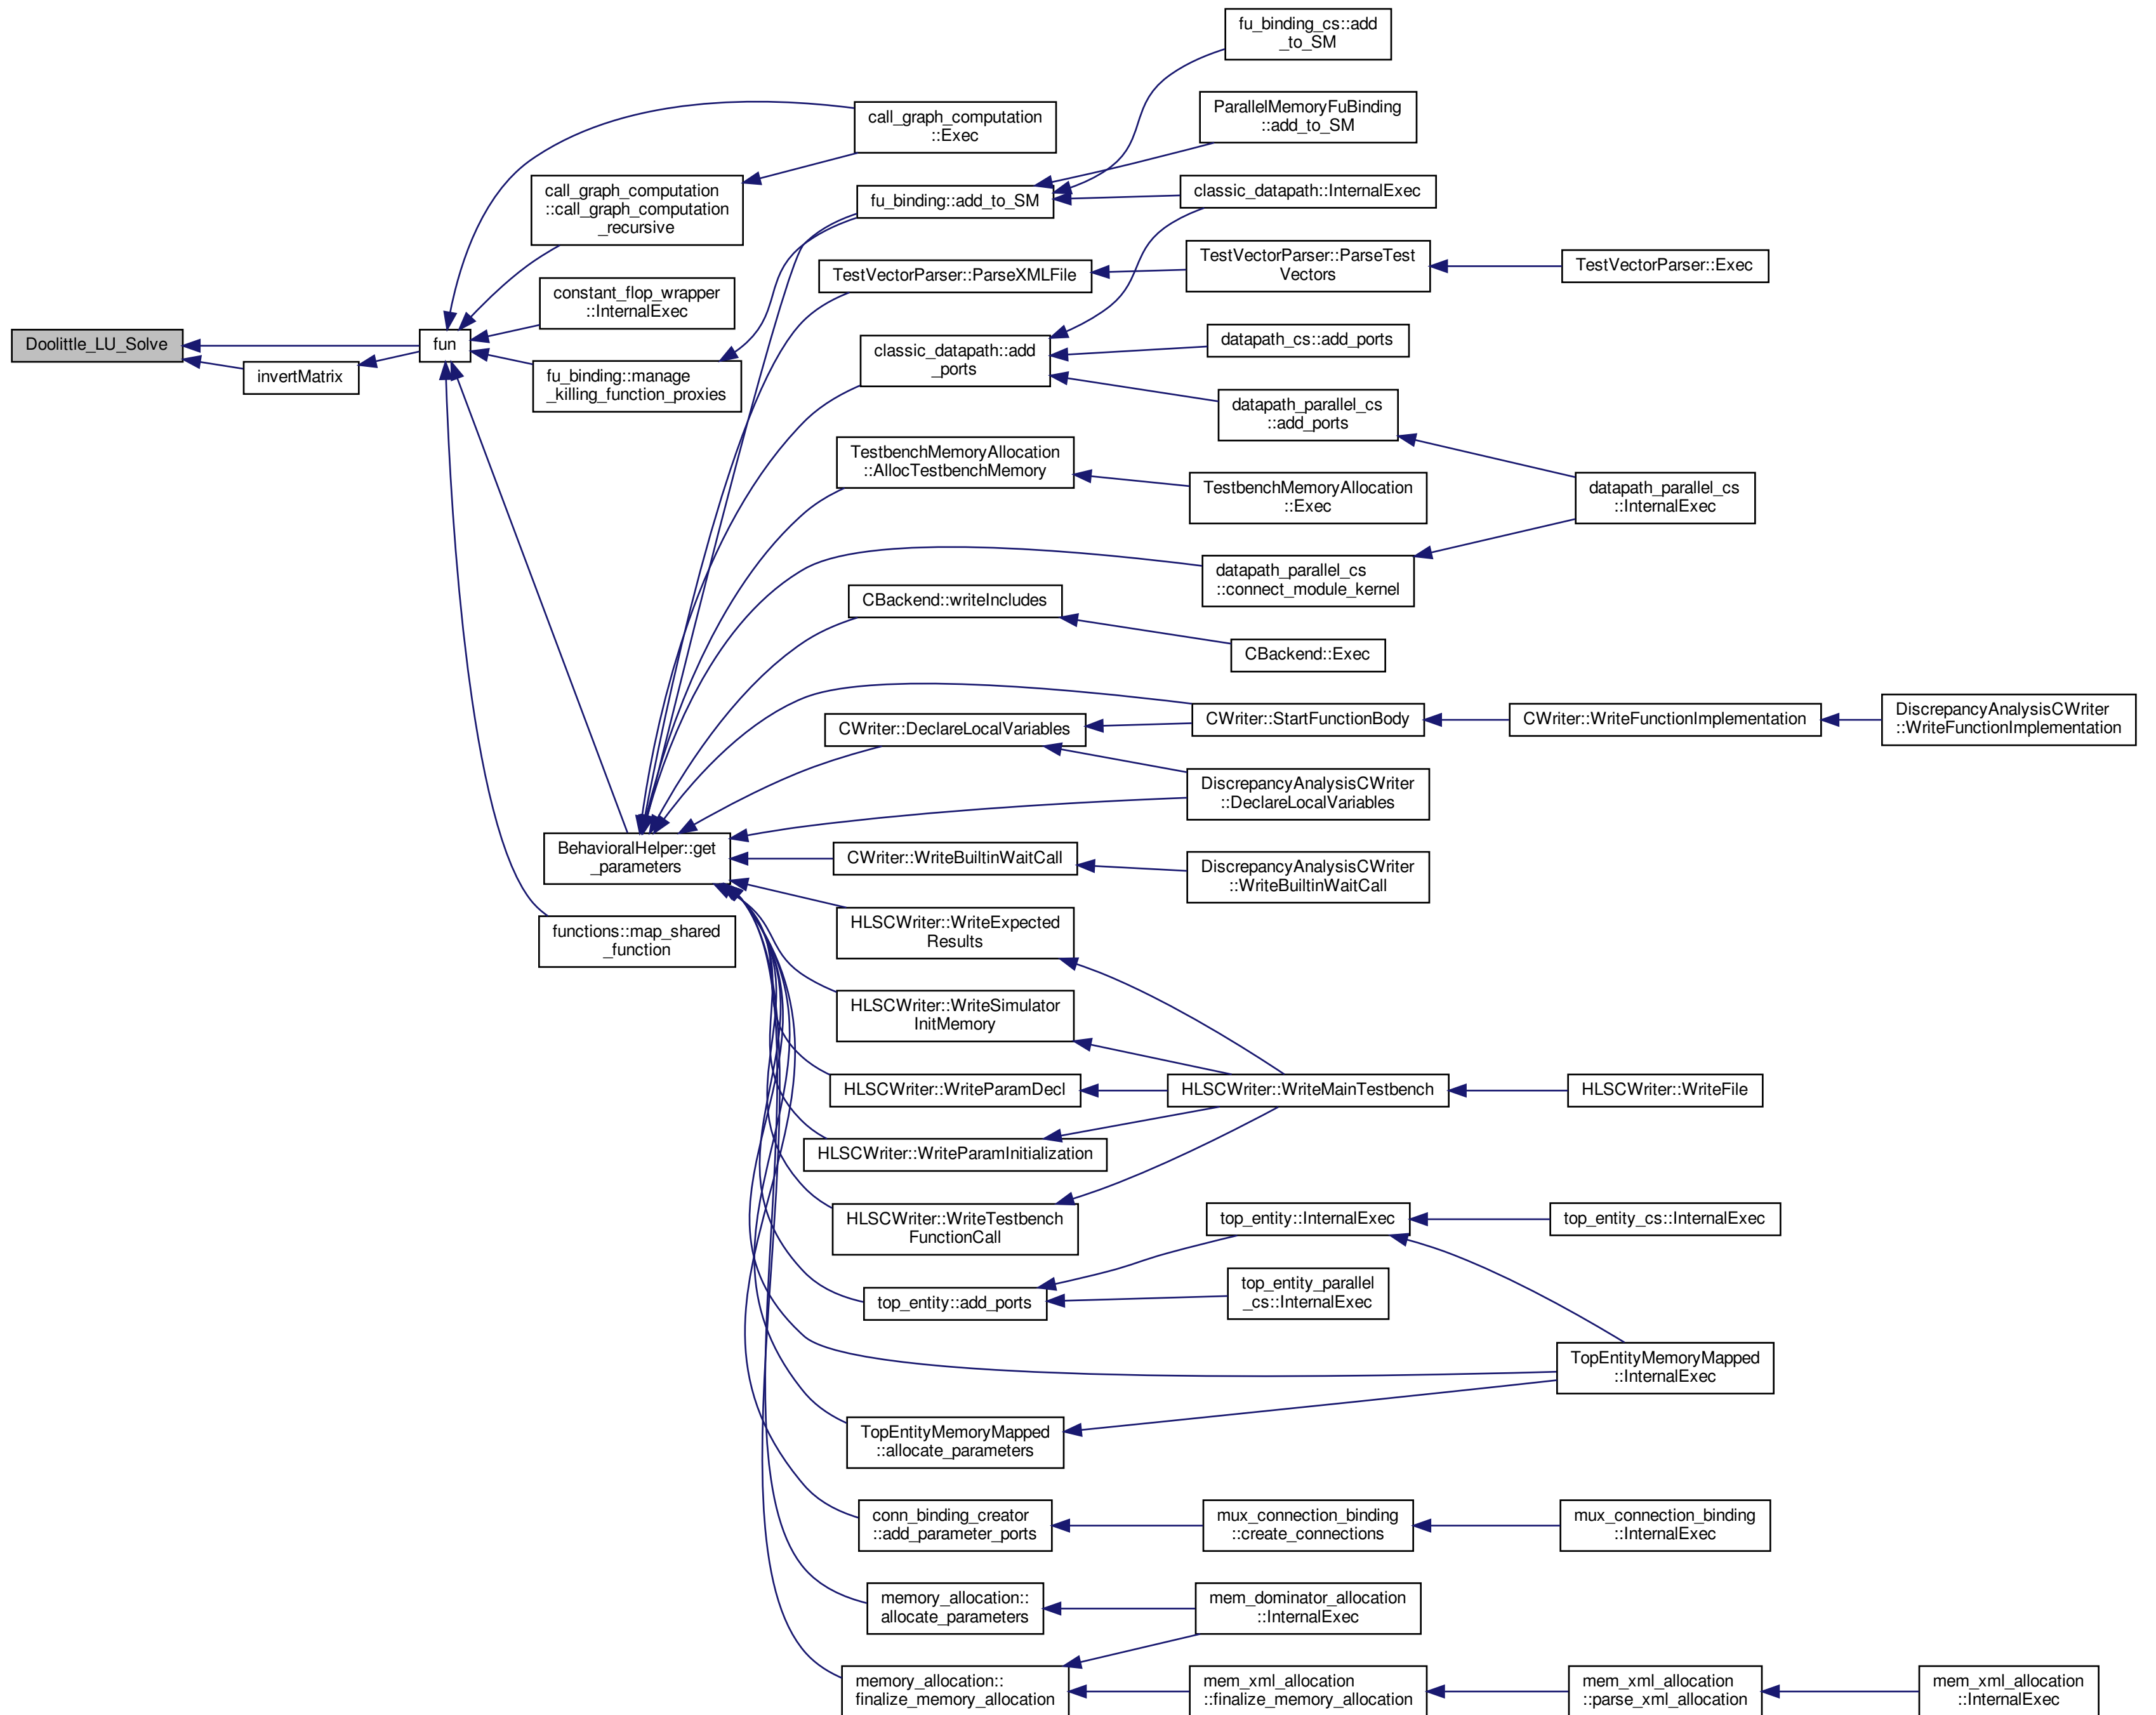 fu_binding_cs::add
_to_SM
ParallelMemoryFuBinding
::add_to_SM
call_graph_computation
::Exec
call_graph_computation
::call_graph_computation
_recursive
fu_binding::add_to_SM
classic_datapath::InternalExec
TestVectorParser::ParseXMLFile
TestVectorParser::ParseTest
Vectors
TestVectorParser::Exec
constant_flop_wrapper
::InternalExec
Doolittle_LU_Solve
fun
invertMatrix
fu_binding::manage
_killing_function_proxies
classic_datapath::add
_ports
datapath_cs::add_ports
datapath_parallel_cs
::add_ports
TestbenchMemoryAllocation
::AllocTestbenchMemory
TestbenchMemoryAllocation
::Exec
datapath_parallel_cs
::InternalExec
datapath_parallel_cs
::connect_module_kernel
CBackend::writeIncludes
CBackend::Exec
CWriter::DeclareLocalVariables
CWriter::StartFunctionBody
CWriter::WriteFunctionImplementation
DiscrepancyAnalysisCWriter
::WriteFunctionImplementation
DiscrepancyAnalysisCWriter
::DeclareLocalVariables
BehavioralHelper::get
_parameters
CWriter::WriteBuiltinWaitCall
DiscrepancyAnalysisCWriter
::WriteBuiltinWaitCall
functions::map_shared
_function
HLSCWriter::WriteExpected
Results
HLSCWriter::WriteSimulator
InitMemory
HLSCWriter::WriteParamDecl
HLSCWriter::WriteMainTestbench
HLSCWriter::WriteFile
HLSCWriter::WriteParamInitialization
HLSCWriter::WriteTestbench
FunctionCall
top_entity::InternalExec
top_entity_cs::InternalExec
top_entity::add_ports
top_entity_parallel
_cs::InternalExec
TopEntityMemoryMapped
::InternalExec
TopEntityMemoryMapped
::allocate_parameters
conn_binding_creator
::add_parameter_ports
mux_connection_binding
::create_connections
mux_connection_binding
::InternalExec
memory_allocation::
allocate_parameters
mem_dominator_allocation
::InternalExec
memory_allocation::
finalize_memory_allocation
mem_xml_allocation
::finalize_memory_allocation
mem_xml_allocation
::parse_xml_allocation
mem_xml_allocation
::InternalExec